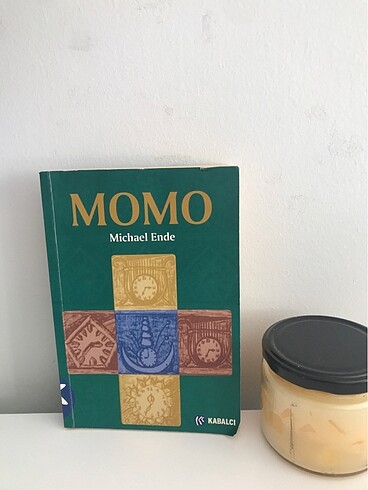 MOMO
Michael Ende
K
KABALCI